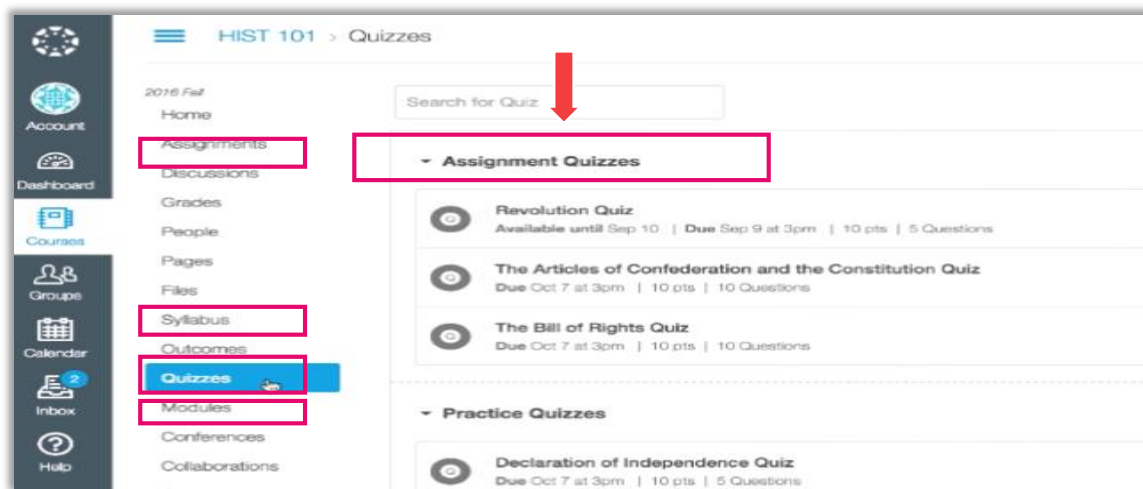 HIST 101 > Quizzes
Account
Dashboard
Courses
Groups
Calendar
2
Inbox
Help
2016 Fall
Home
Assignments
Discussions
Grades
People
Pages
Files
Syllabus
Outcomes
Quizzes
Modules
Conferences
Collaborations
Search for Quiz
Assignment Quizzes
Revolution Quiz
Available until Sep 10 | Due Sep 9 at 3pm | 10 pts | 5 Questions
The Articles of Confederation and the Constitution Quiz
Due Oct 7 at 3pm | 10 pts | 10 Questions
The Bill of Rights Quiz
Due Oct 7 at 3pm | 10 pts | 10 Questions
Practice Quizzes
Declaration of Independence Quiz
Due Oct 7 at 3pm | 10 pts | 5 Questions